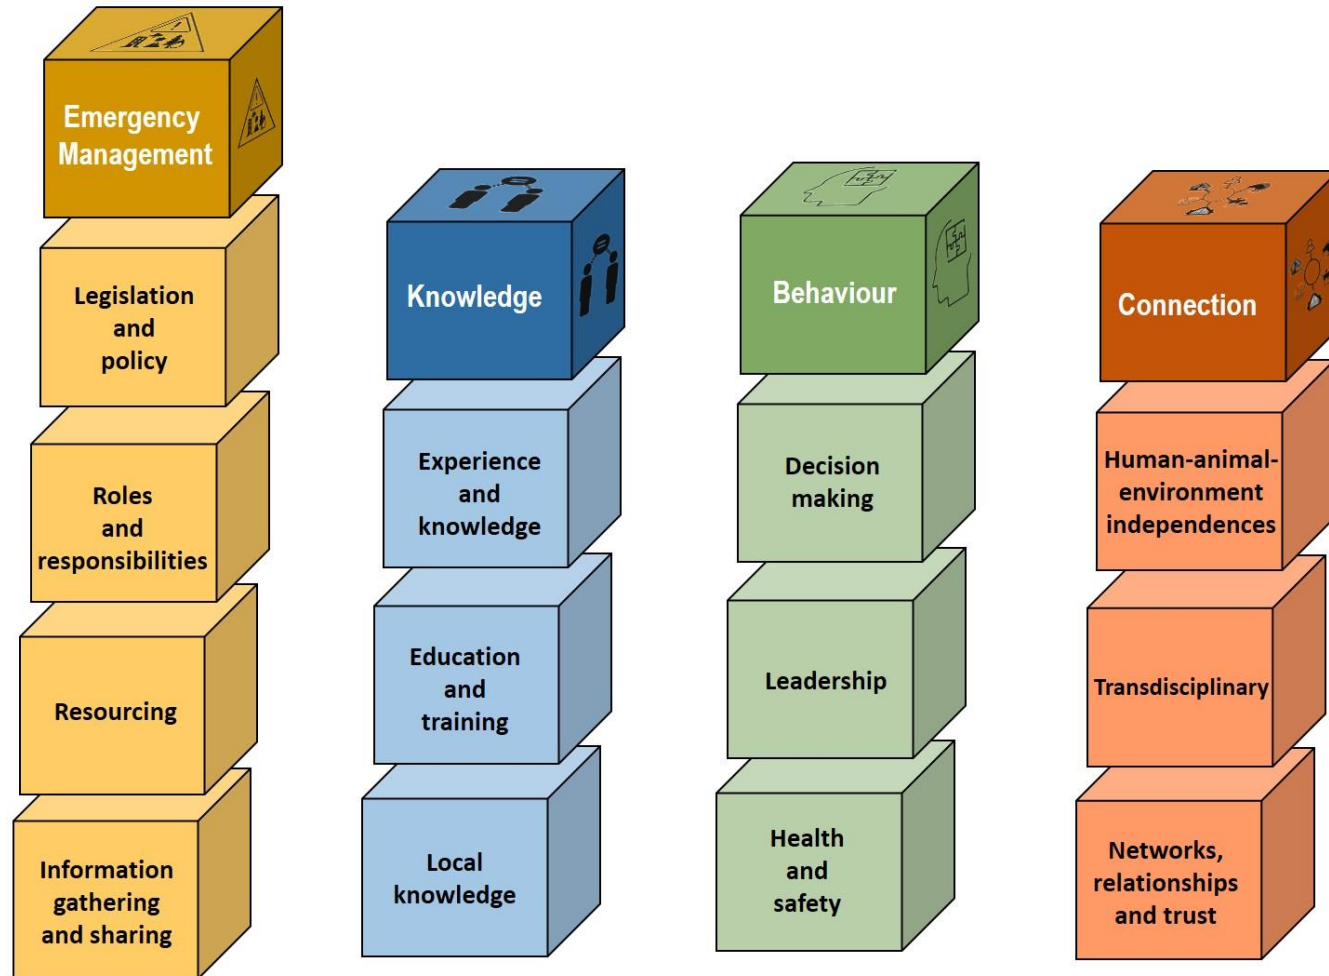 Emergency
Management
Legislation
and
policy
Roles
and
responsibilities
Resourcing
Information
gathering
and sharing
Knowledge
Experience
and
knowledge
Education
and
training
Local
knowledge
Behaviour
Decision
making
Leadership
Health
and
safety
Connection
Human-animal-
environment
independences
Transdisciplinary
Networks,
relationships
and trust